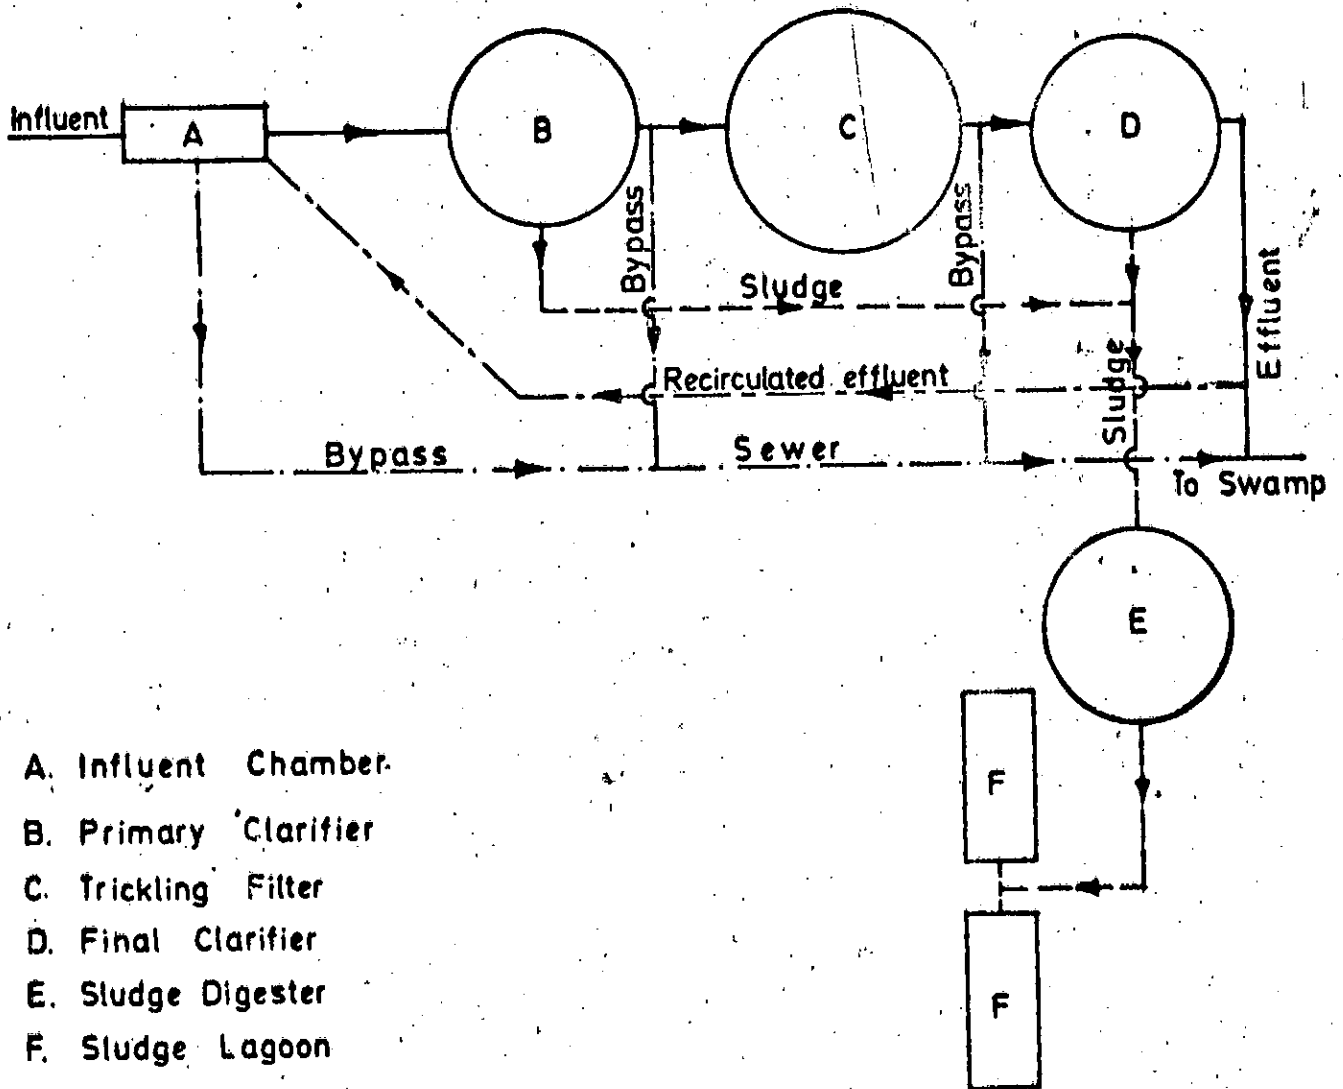 Influent
A
B
C
D
Bypass
Bypass
Sludge
Effluent
Sludge
Recirculated effluent
Bypass Sewer
To Swamp
E
F
F
A. Influent Chamber
B. Primary Clarifier
C. Trickling Filter
D. Final Clarifier
E. Sludge Digester
F. Sludge Lagoon